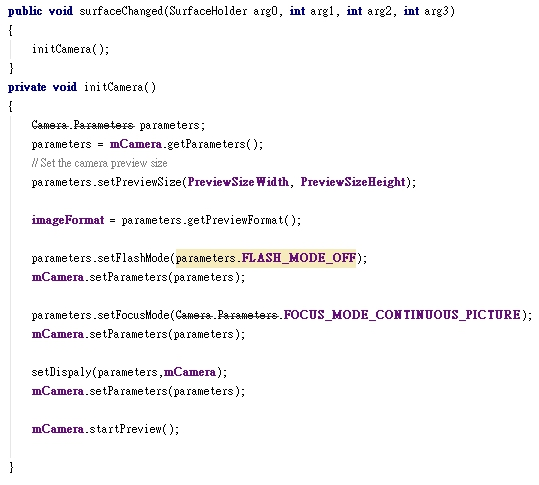 public void surfaceChanged(SurfaceHolder arg0, int arg1, int arg2, int arg3)
{
initCamera();
}
private void initCamera()
{
Camera.Parameters parameters;
parameters = mCamera.getParameters();
// Set the camera preview size
parameters.setPreviewSize(PreviewSizeWidth, PreviewSizeHeight);
imageFormat = parameters.getPreviewFormat();
parameters.setFlashMode(parameters.FLASH_MODE_OFF);
mCamera.setParameters(parameters);
parameters.setFocusMode(Camera.Parameters.FOCUS_MODE_CONTINUOUS_PICTURE);
mCamera.setParameters(parameters);
setDispaly(parameters,mCamera);
mCamera.setParameters(parameters);
mCamera.startPreview();
}